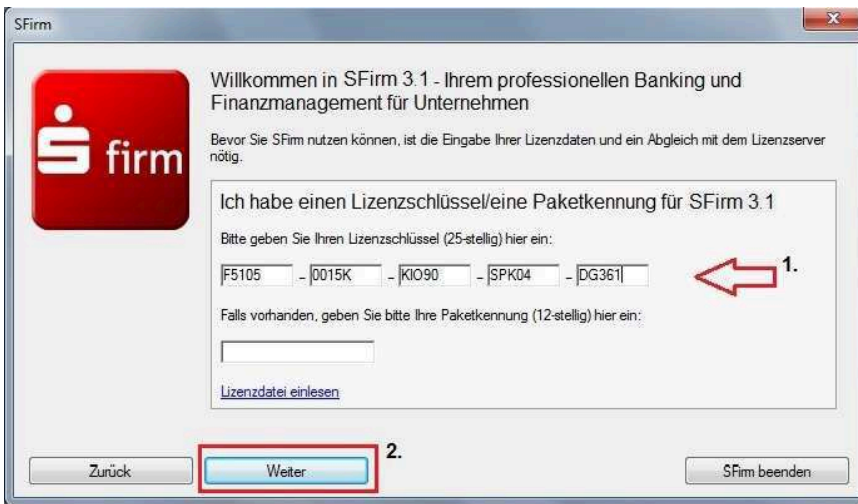 SFirm
x
Willkommen in SFirm 3.1 - Ihrem professionellen Banking und
Finanzmanagement für Unternehmen
Bevor Sie SFirm nutzen können, ist die Eingabe Ihrer Lizenzdaten und ein Abgleich mit dem Lizenzserver
nötig.
S firm
Ich habe einen Lizenzschlüssel/eine Paketkennung für SFirm 3.1
Bitte geben Sie Ihren Lizenzschlüssel (25-stellig) hier ein:
F5105 - 0015K - KIO90 - SPK04 - DG361
1.
Falls vorhanden, geben Sie bitte Ihre Paketkennung (12-stellig) hier ein:
Lizenzdatei einlesen
2.
Zurück Weiter SFirm beenden